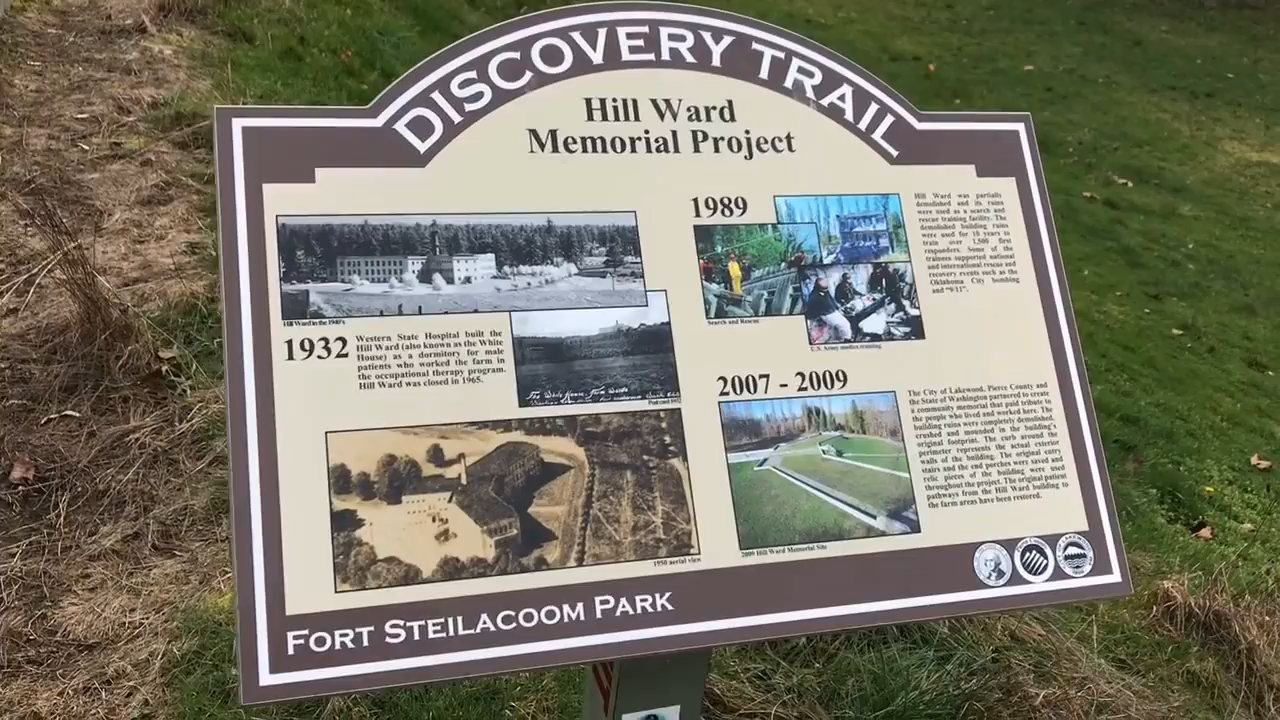 DISCOVERY TRAIL
Hill Ward
Memorial Project
Hill Ward in the 1940's
1932
Western State Hospital built the
Hill Ward (also known as the White
House) as a dormitory for male
patients who worked the farm in
the occupational therapy program.
Hill Ward was closed in 1965.
The White House, Farm Wards
Post card 1932
1950 aerial view
1989
Search and Rescue
U.S. Army medics training
Hill Ward was partially
demolished and its ruins
were used as a search and
rescue training facility. The
demolished building ruins
were used for 10 years to
train over 1,500 first
responders. Some of the
trainees supported national
and international rescue and
recovery events such as the
Oklahoma City bombing
and "9/11".
2007 - 2009
2009 Hill Ward Memorial Site
The City of Lakewood, Pierce County and
the State of Washington partnered to create
a community memorial that paid tribute to
the people who lived and worked here. The
building ruins were completely demolished,
crushed and mounded in the building's
original footprint. The curb around the
perimeter represents the actual exterior
walls of the building. The original entry
stairs and the end porches were saved and
relic pieces of the building were used
throughout the project. The original patient
pathways from the Hill Ward building to
the farm areas have been restored.
FORT STEILACOOM PARK